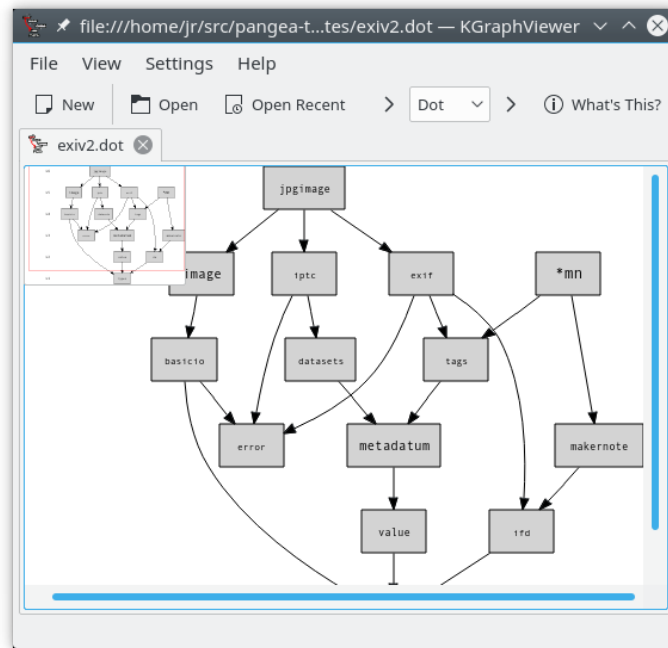 file:///home/jr/src/pangea-t...tes/exiv2.dot — KGraphViewer
File View Settings Help
New Open Open Recent Dot What's This?
exiv2.dot
jpgimage
image iptc exif *mn
basicio datasets tags
error metadatum makernote
value ifd